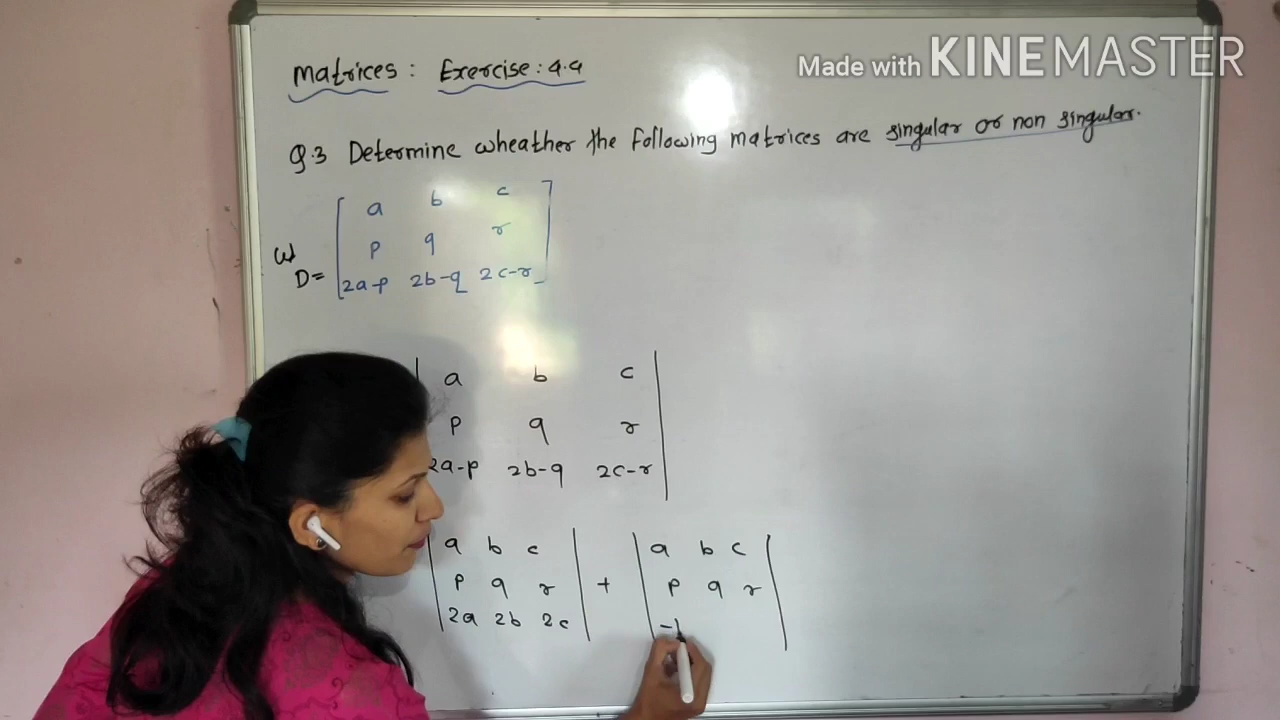 Made with KINEMASTER
Matrices : Exercise : 4.4
Q.3 Determine wheather the following matrices are singular or non singular.
a b c
p q r
D= 2a-p 2b-q 2c-r
a b c
p q r
2a-p 2b-q 2c-r
a b c + a b c
p q r p q r
2a 2b 2c -